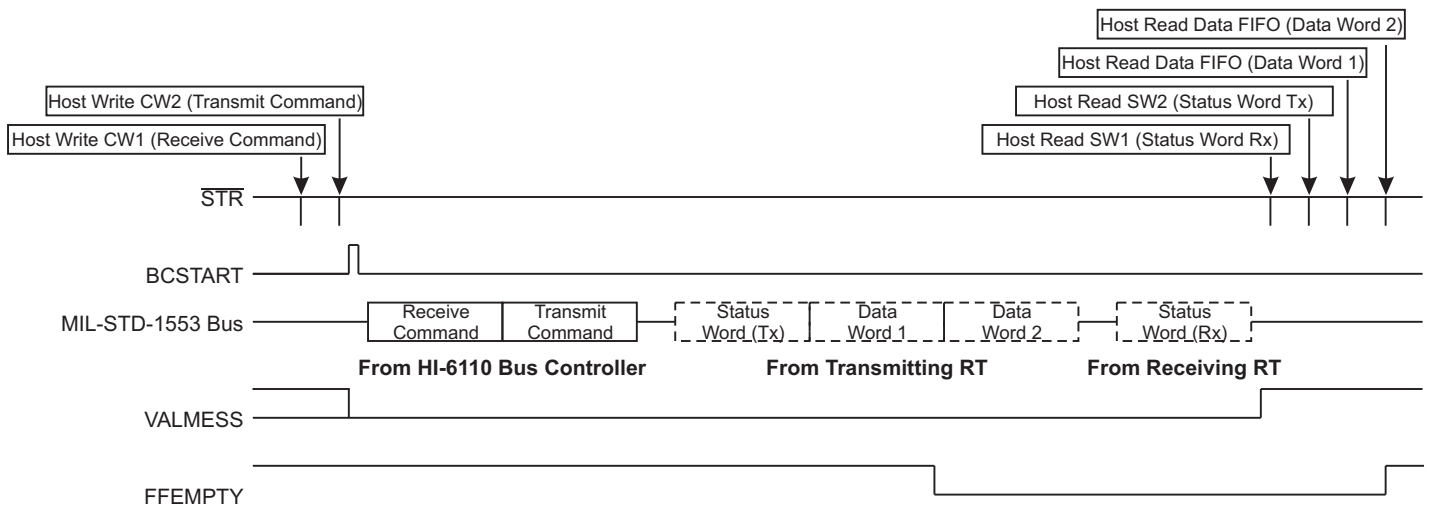 Host Read Data FIFO (Data Word 2)
Host Read Data FIFO (Data Word 1)
Host Write CW2 (Transmit Command)
Host Read SW2 (Status Word Tx)
Host Write CW1 (Receive Command)
Host Read SW1 (Status Word Rx)
STR
BCSTART
MIL-STD-1553 Bus
Receive
Command
Transmit
Command
Status
Word (Tx)
Data
Word 1
Data
Word 2
Status
Word (Rx)
From HI-6110 Bus Controller
From Transmitting RT
From Receiving RT
VALMESS
FFEMPTY